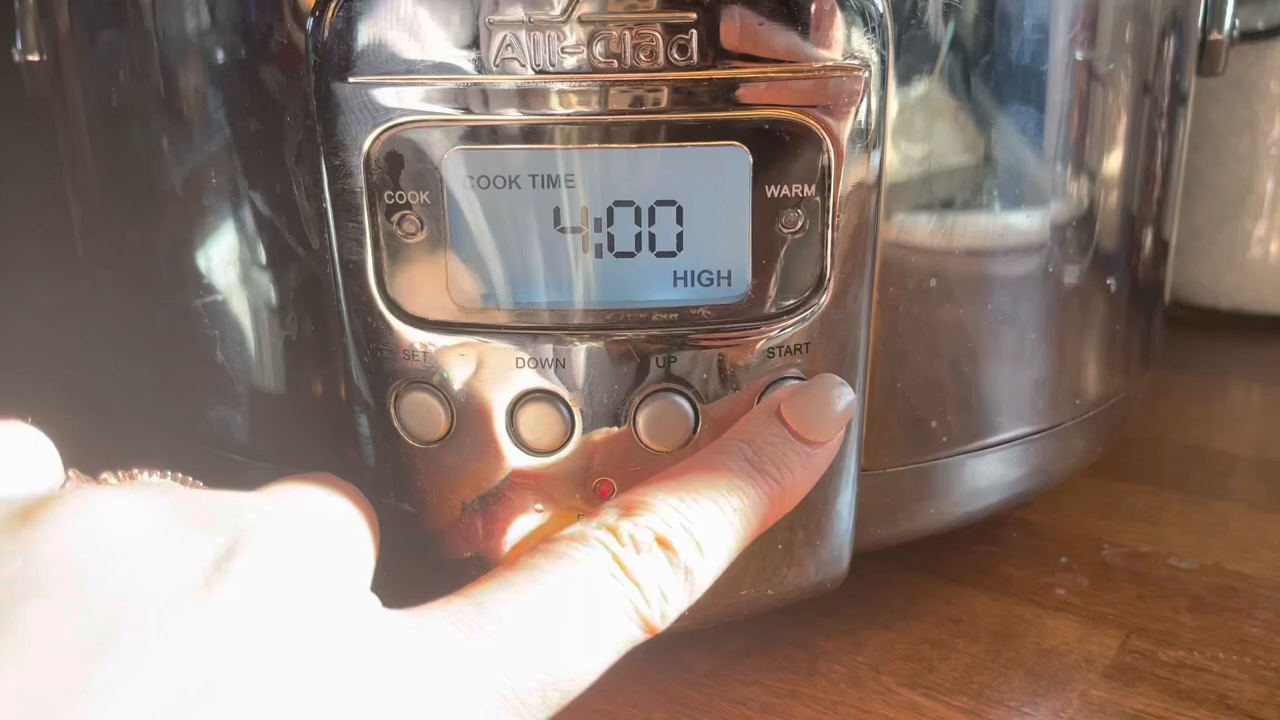 All-Clad
COOK TIME
COOK
WARM
4:00
HIGH
SET
DOWN
UP
START